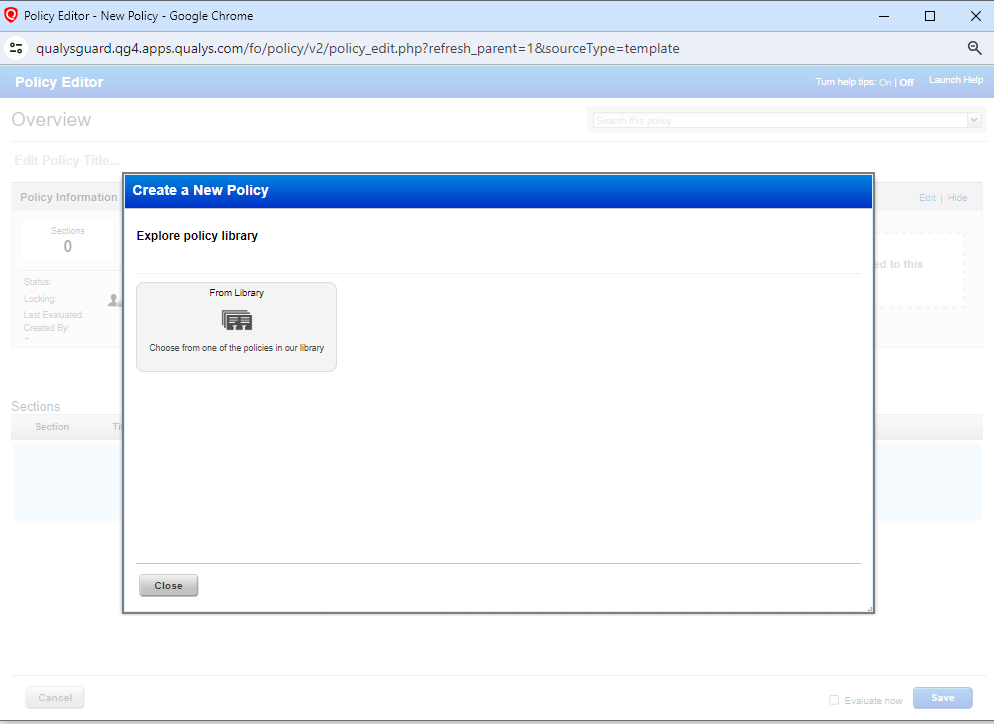 Policy Editor - New Policy - Google Chrome
qualysguard.qg4.apps.qualys.com/fo/policy/v2/policy_edit.php?refresh_parent=1&sourceType=template
Policy Editor
Turn help tips: On | Off Launch Help
Overview
Search this policy
Edit Policy Title...
Create a New Policy
Policy Information
Edit | Hide
Explore policy library
Sections
0
ed to this
Status:
Locking:
Last Evaluated:
Created By:
From Library
Choose from one of the policies in our library
Sections
Section
Close
Cancel
Evaluate now
Save